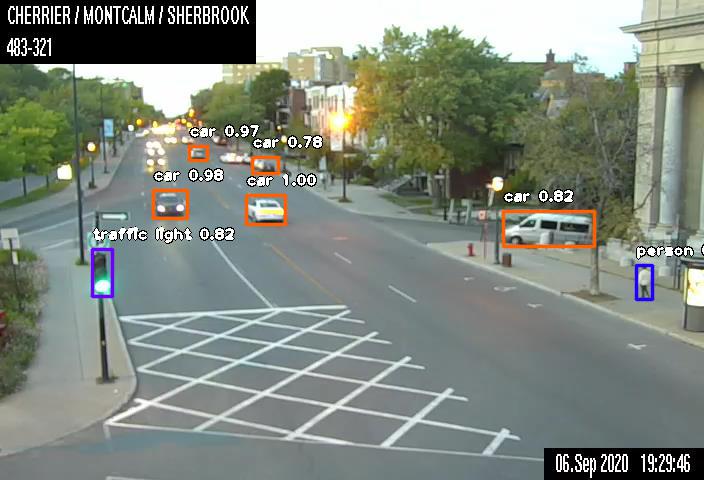 CHERRIER / MONTCALM / SHERBROOK
483-321
car 0.97
car 0.78
car 0.98
car 1.00
car 0.82
traffic light 0.82
person
06.Sep 2020 19:29:46